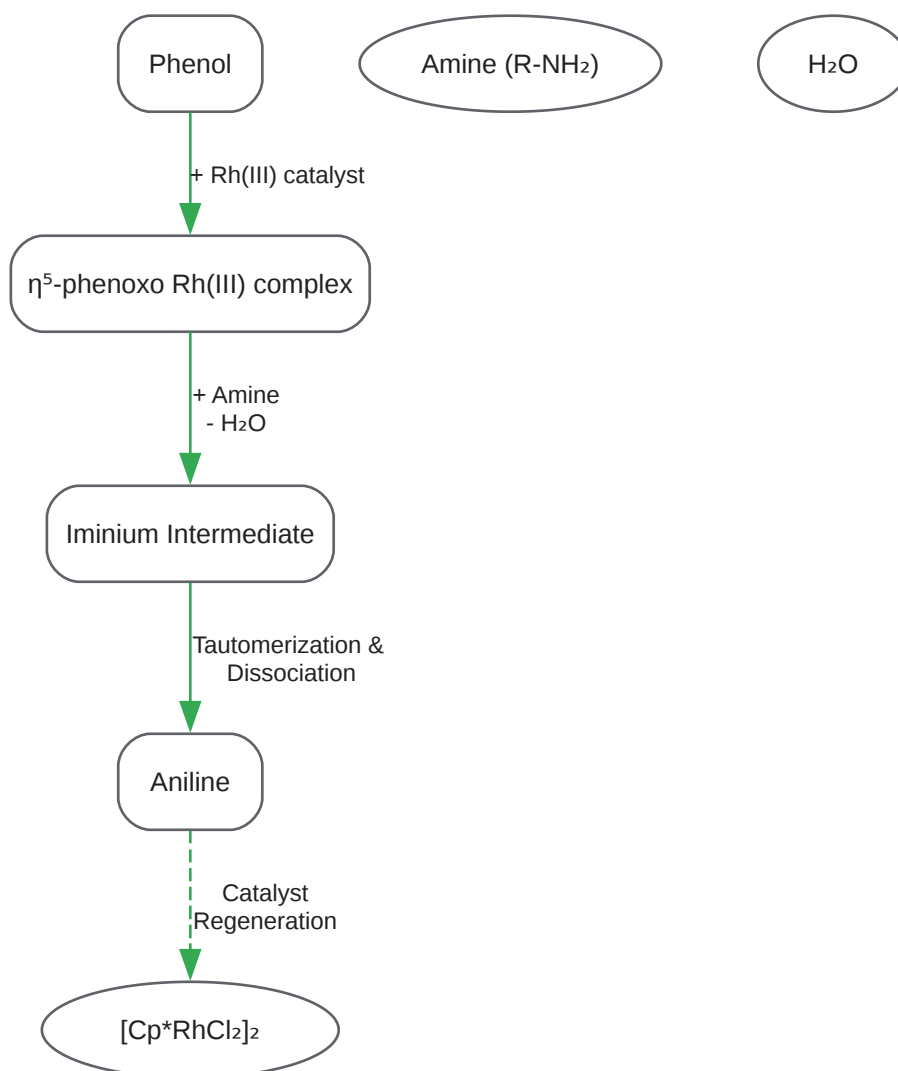 Phenol
Amine (R-NH₂)
H₂O
+ Rh(III) catalyst
η⁵-phenoxo Rh(III) complex
+ Amine
- H₂O
Iminium Intermediate
Tautomerization &
Dissociation
Aniline
Catalyst
Regeneration
[Cp*RhCl₂]₂